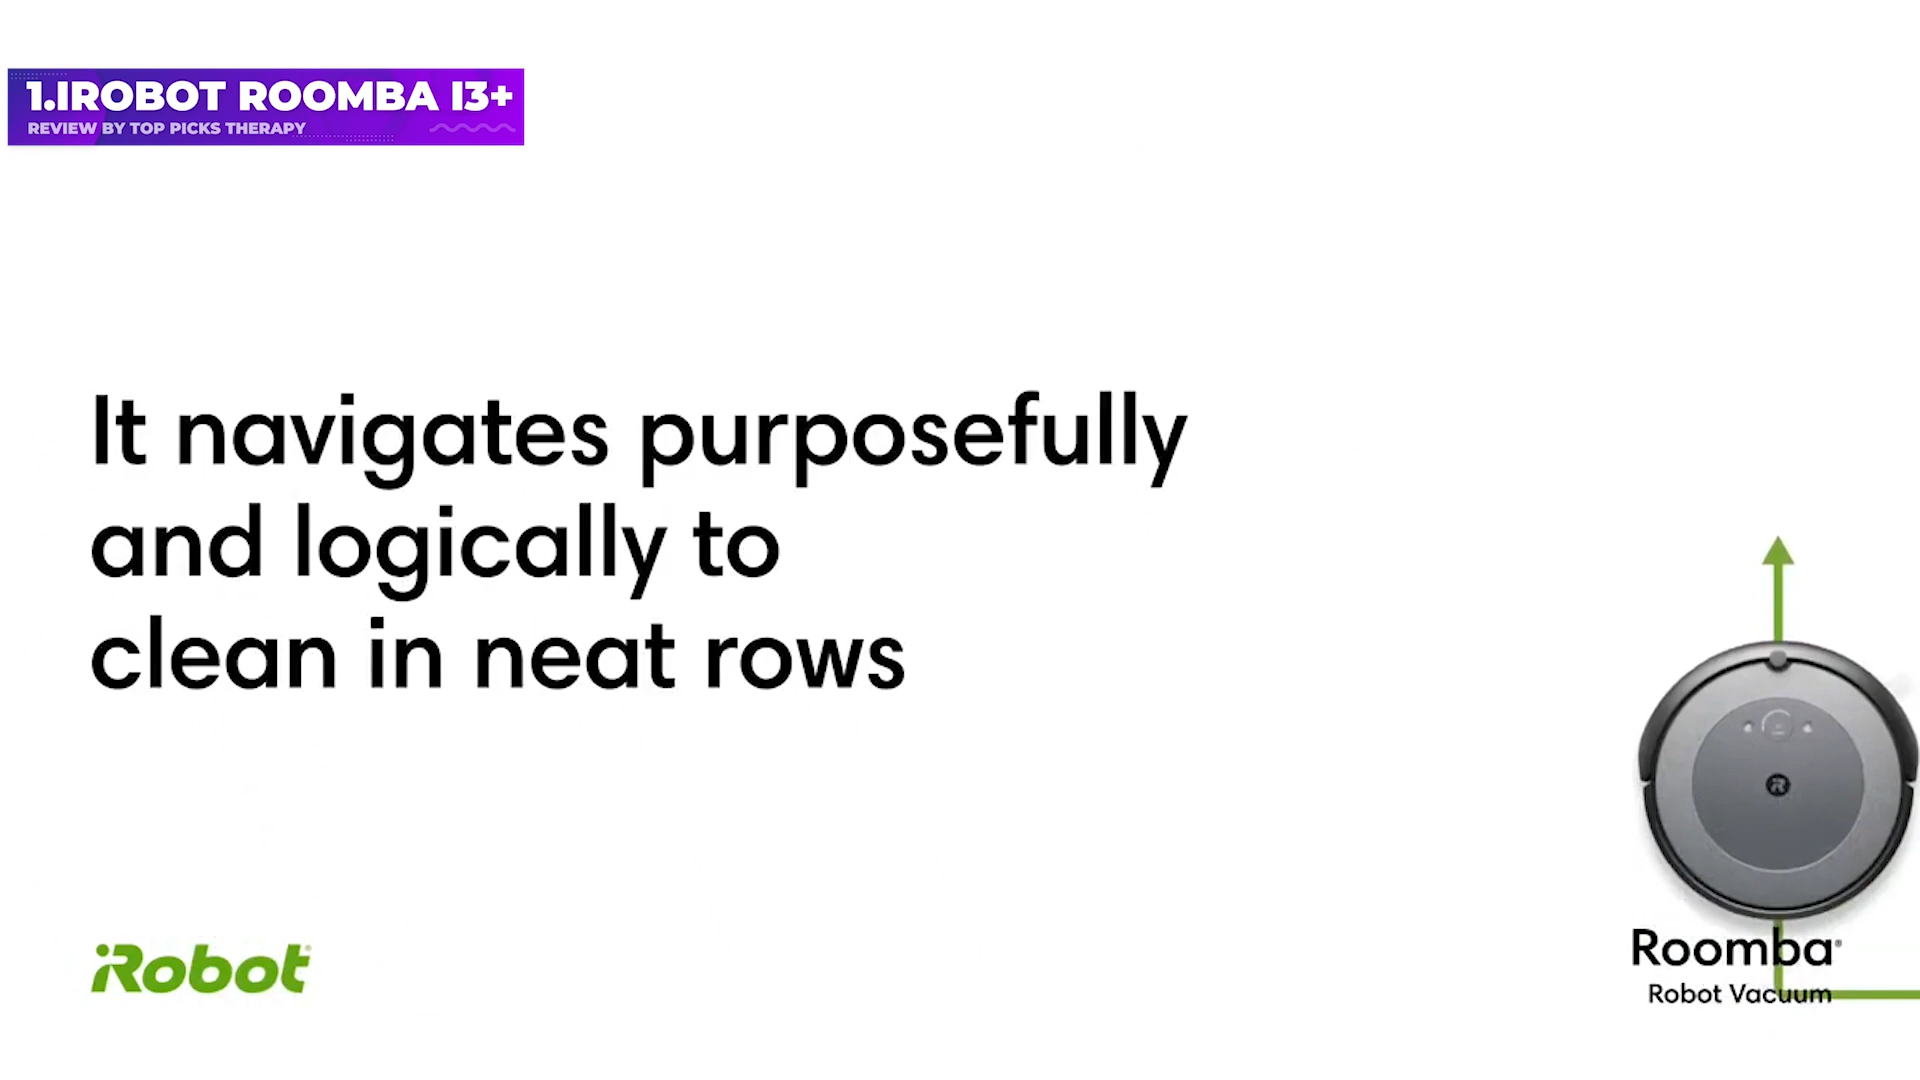 1.IROBOT ROOMBA I3+
REVIEW BY TOP PICKS THERAPY
It navigates purposefully
and logically to
clean in neat rows
iRobot®
Roomba®
Robot Vacuum